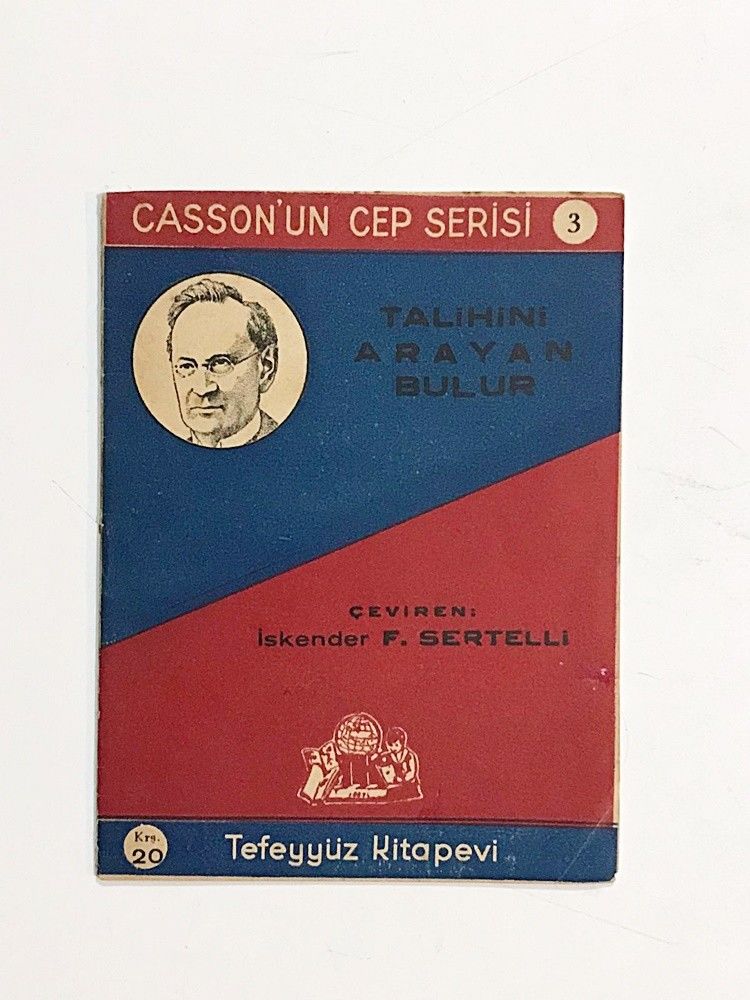 CASSON'UN CEP SERİSİ 3
TALİHİNİ
ARAYAN
BULUR
ÇEVİREN:
İskender F. SERTELLİ
Krş.
20
Tefeyyüz Kitapevi